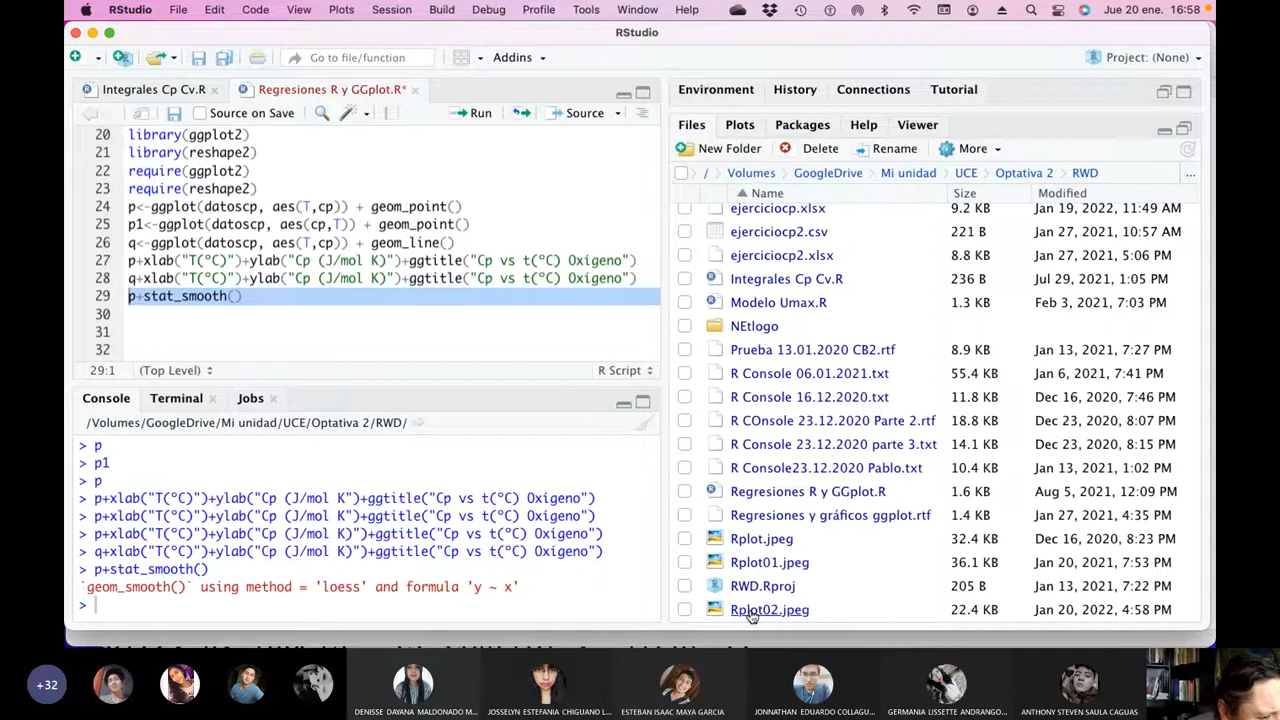 RStudio File Edit Code View Plots Session Build Debug Profile Tools Window Help Jue 20 ene. 16:58
RStudio
Go to file/function Addins Project: (None)
Integrales Cp Cv.R Regresiones R y GGplot.R*
Source on Save Run Source
20 library(ggplot2)
21 library(reshape2)
22 require(ggplot2)
23 require(reshape2)
24 p<-ggplot(datoscp, aes(T,cp)) + geom_point()
25 p1<-ggplot(datoscp, aes(cp,T)) + geom_point()
26 q<-ggplot(datoscp, aes(T,cp)) + geom_line()
27 p+xlab("T(ºC)")+ylab("Cp (J/mol K)")+ggtitle("Cp vs t(ºC) Oxígeno")
28 q+xlab("T(ºC)")+ylab("Cp (J/mol K)")+ggtitle("Cp vs t(ºC) Oxígeno")
29 p+stat_smooth()
30
31
32
29:1 (Top Level) R Script
Console Terminal Jobs
/Volumes/GoogleDrive/Mi unidad/UCE/Optativa 2/RWD/
> p
> p1
> p
> p+xlab("T(ºC)")+ylab("Cp (J/mol K")+ggtitle("Cp vs t(ºC) Oxigeno")
> p+xlab("T(ºC)")+ylab("Cp (J/mol K")+ggtitle("Cp vs t(ºC) Oxígeno")
> p+xlab("T(ºC)")+ylab("Cp (J/mol K)")+ggtitle("Cp vs t(ºC) Oxígeno")
> q+xlab("T(ºC)")+ylab("Cp (J/mol K)")+ggtitle("Cp vs t(ºC) Oxígeno")
> p+stat_smooth()
`geom_smooth()` using method = 'loess' and formula 'y ~ x'
>
Environment History Connections Tutorial
Files Plots Packages Help Viewer
New Folder Delete Rename More
/ Volumes GoogleDrive Mi unidad UCE Optativa 2 RWD ...
Name Size Modified
ejerciciocp.xlsx 9.2 KB Jan 19, 2022, 11:49 AM
ejerciciocp2.csv 221 B Jan 27, 2021, 10:57 AM
ejerciciocp2.xlsx 9 KB Jan 27, 2021, 5:06 PM
Integrales Cp Cv.R 236 B Jul 29, 2021, 1:05 PM
Modelo Umax.R 1.3 KB Feb 3, 2021, 7:03 PM
NEtlogo
Prueba 13.01.2020 CB2.rtf 8.9 KB Jan 13, 2021, 7:27 PM
R Console 06.01.2021.txt 55.4 KB Jan 6, 2021, 7:41 PM
R Console 16.12.2020.txt 11.8 KB Dec 16, 2020, 7:46 PM
R COnsole 23.12.2020 Parte 2.rtf 18.8 KB Dec 23, 2020, 8:07 PM
R Console 23.12.2020 parte 3.txt 14.1 KB Dec 23, 2020, 8:15 PM
R Console23.12.2020 Pablo.txt 10.4 KB Jan 13, 2021, 1:02 PM
Regresiones R y GGplot.R 1.6 KB Aug 5, 2021, 12:09 PM
Regresiones y gráficos ggplot.rtf 1.4 KB Jan 27, 2021, 4:35 PM
Rplot.jpeg 32.4 KB Dec 16, 2020, 8:23 PM
Rplot01.jpeg 36.1 KB Jan 20, 2021, 7:53 PM
RWD.Rproj 205 B Jan 13, 2021, 7:22 PM
Rplot02.jpeg 22.4 KB Jan 20, 2022, 4:58 PM
+32
DENISSE DAYANA MALDONADO M... JOSSELYN ESTEFANIA CHIGUANO L... ESTEBAN ISAAC MAYA GARCIA JONNATHAN EDUARDO COLLAGU... GERMANIA LISSETTE ANDRANGO... ANTHONY STEVEN SAULA CAGUAS